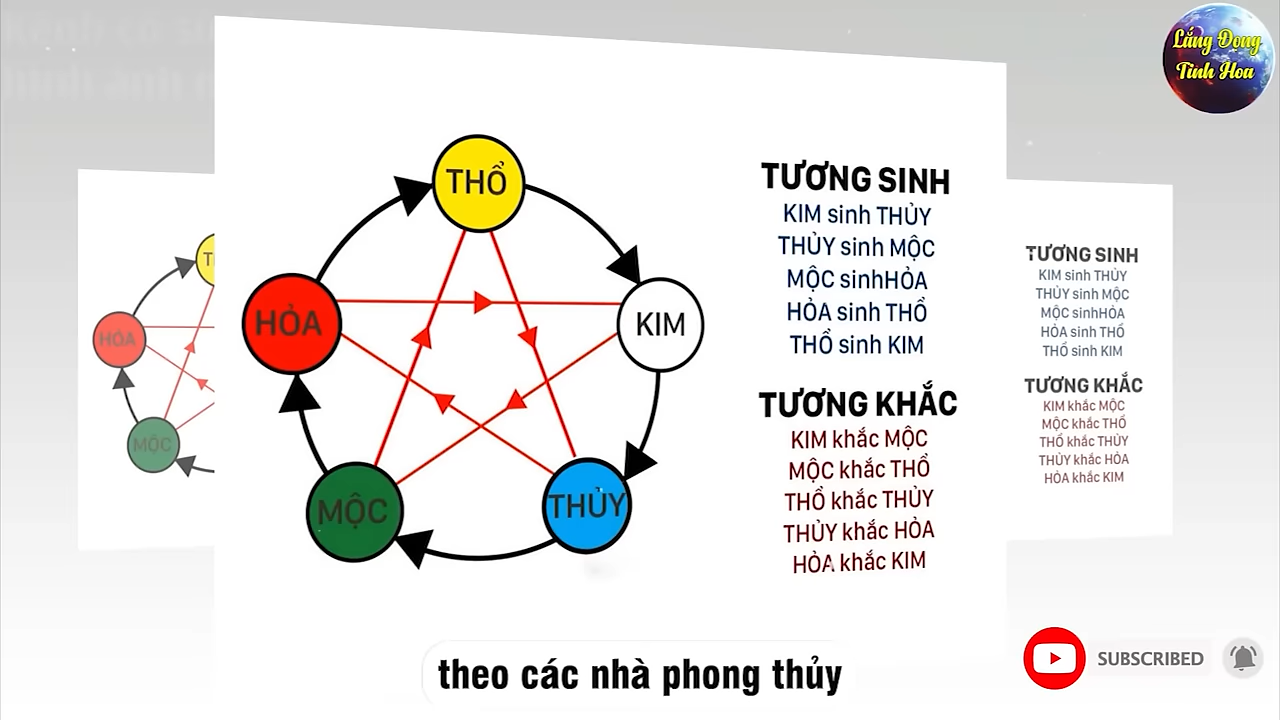 Lắng Đọng
Tinh Hoa
THỔ
HỎA
KIM
MỘC
THỦY
TƯƠNG SINH
KIM sinh THỦY
THỦY sinh MỘC
MỘC sinhHỎA
HỎA sinh THỔ
THỔ sinh KIM
TƯƠNG KHẮC
KIM khắc MỘC
MỘC khắc THỔ
THỔ khắc THỦY
THỦY khắc HỎA
HỎA khắc KIM
HỎA
MỘC
TƯƠNG SINH
KIM sinh THỦY
THỦY sinh MỘC
MỘC sinhHỎA
HỎA sinh THỔ
THỔ sinh KIM
TƯƠNG KHẮC
KIM khắc MỘC
MỘC khắc THỔ
THỔ khắc THỦY
THỦY khắc HỎA
HỎA khắc KIM
theo các nhà phong thủy
SUBSCRIBED